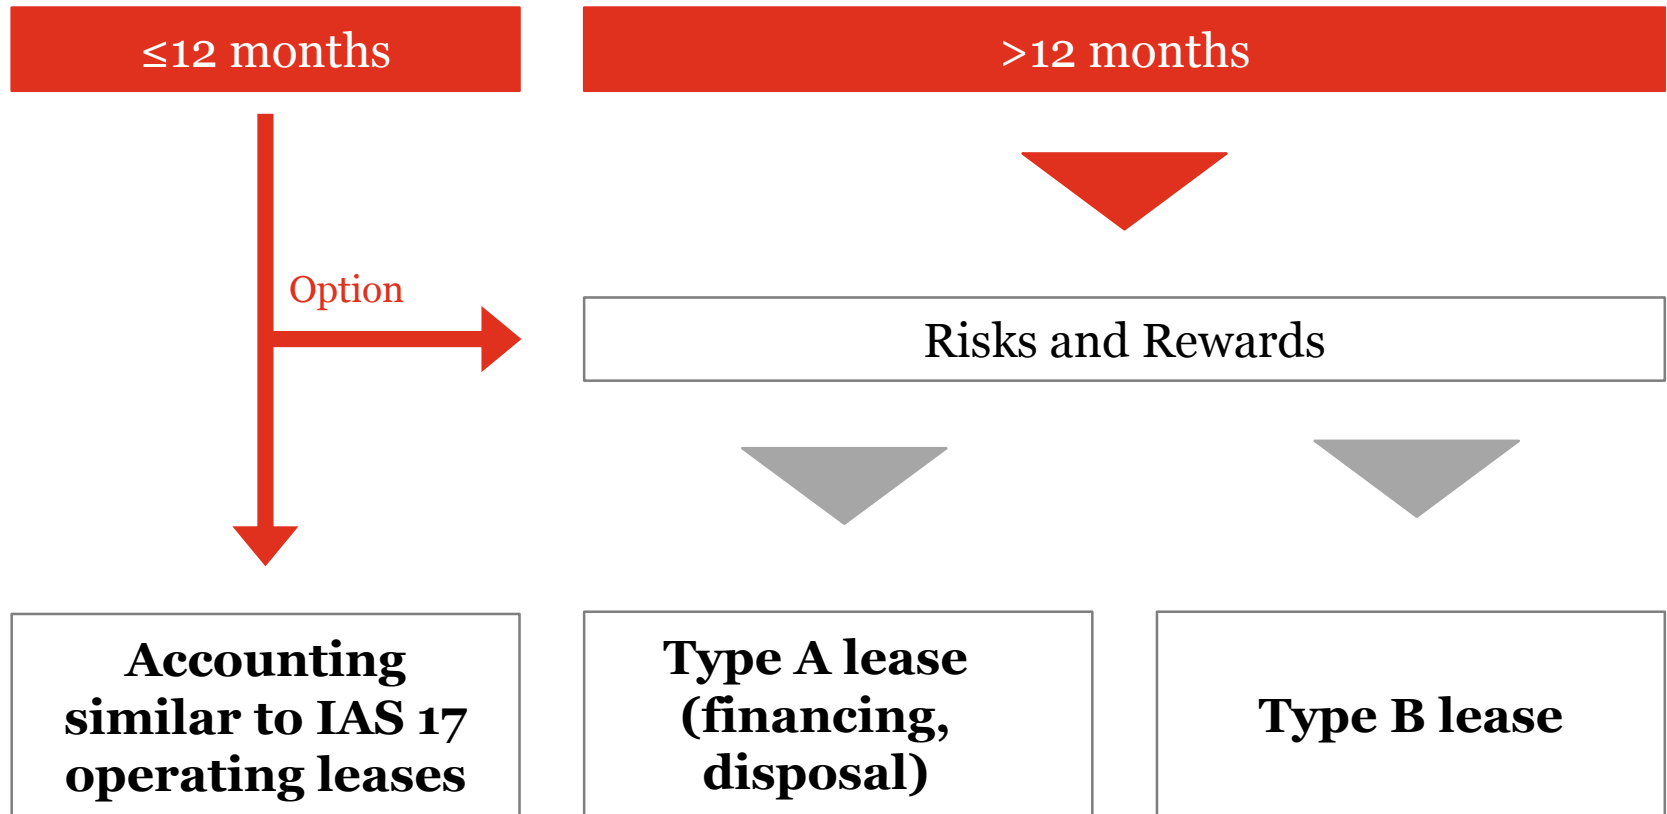 ≤12 months
>12 months
Option
Risks and Rewards
Accounting
similar to IAS 17
operating leases
Type A lease
(financing,
disposal)
Type B lease